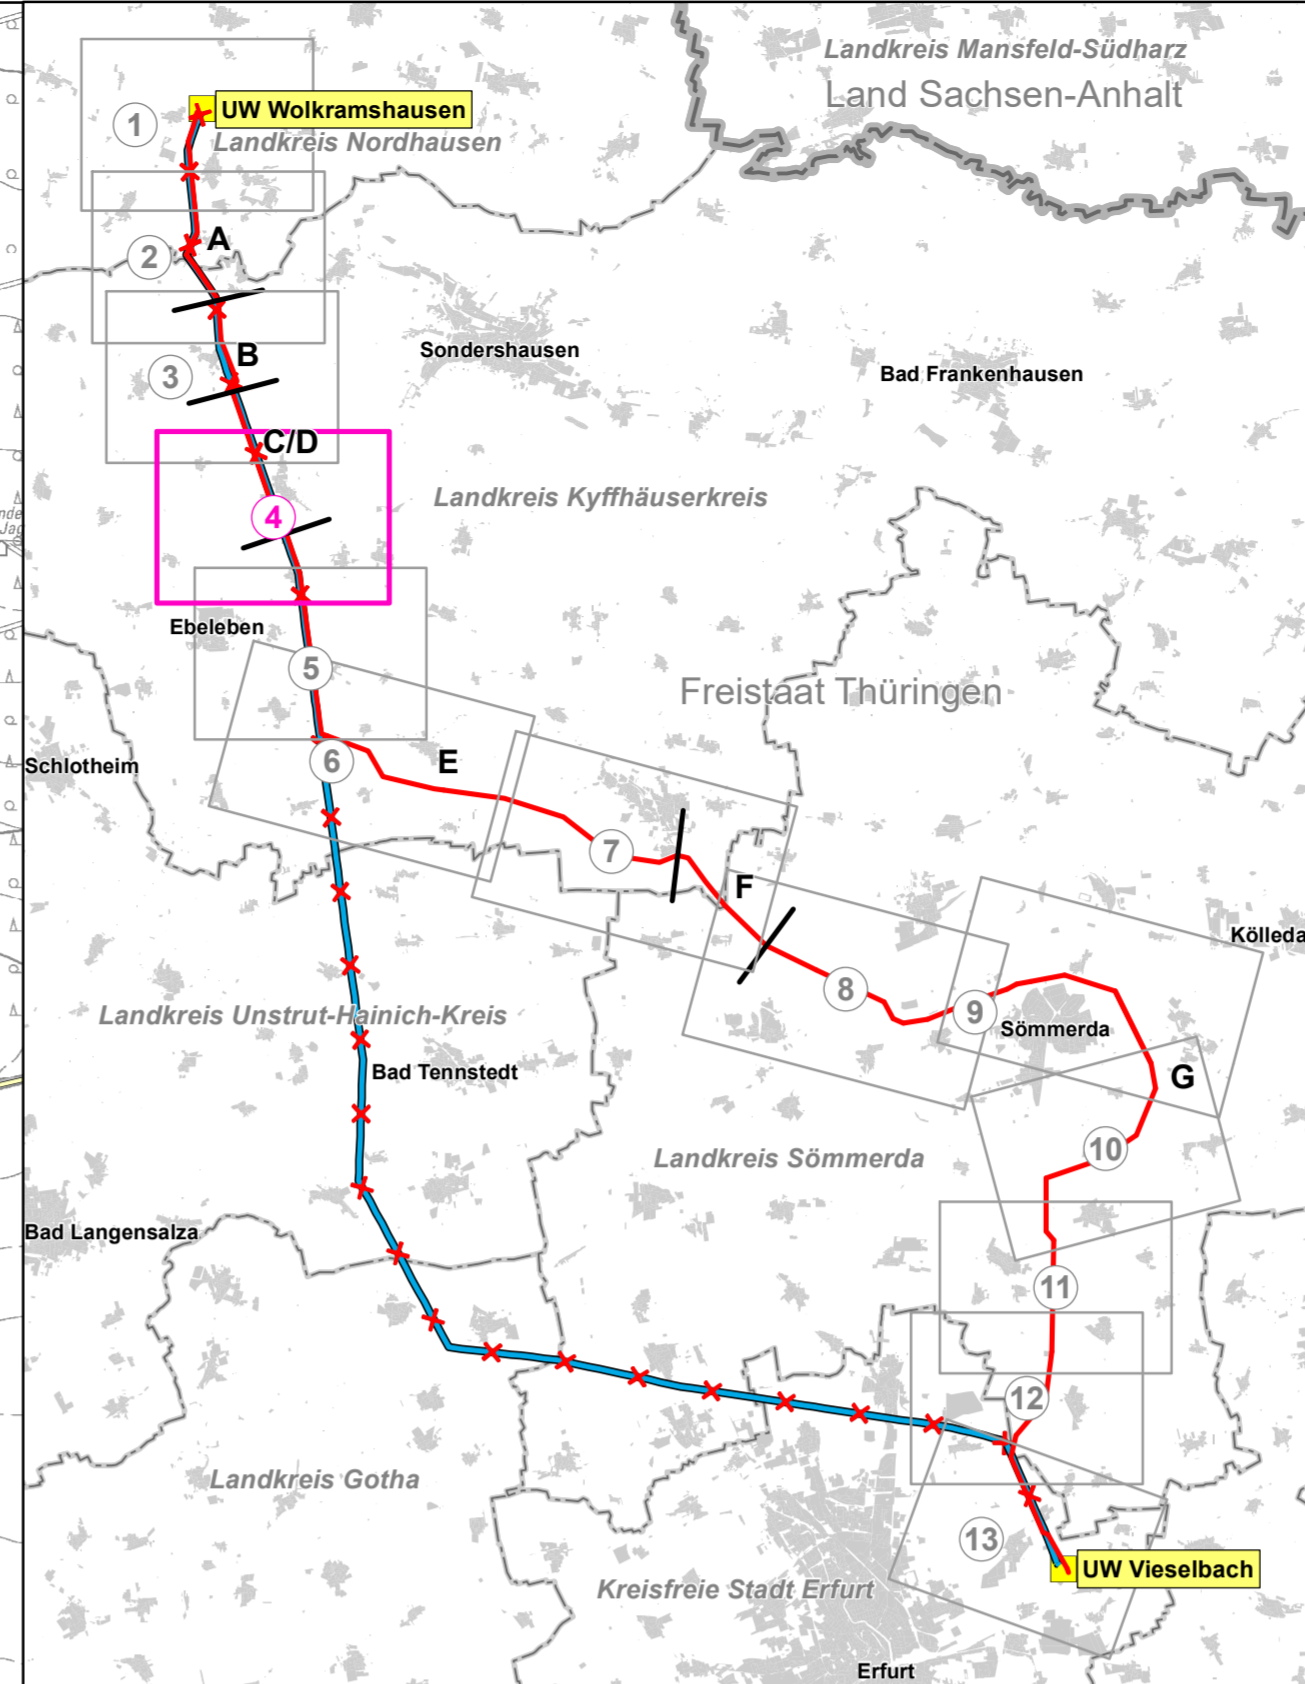 Landkreis Mansfeld-Südharz
Land Sachsen-Anhalt
UW Wolkramshausen
1
Landkreis Nordhausen
A
2
Sondershausen
B
3
Bad Frankenhausen
C/D
Landkreis Kyffhäuserkreis
4
Ebeleben
5
Freistaat Thüringen
Schlotheim
6
E
7
F
Kölleda
8
9
Landkreis Unstrut-Hainich-Kreis
Sömmerda
Bad Tennstedt
G
10
Landkreis Sömmerda
Bad Langensalza
11
12
Landkreis Gotha
13
UW Vieselbach
Kreisfreie Stadt Erfurt
Erfurt